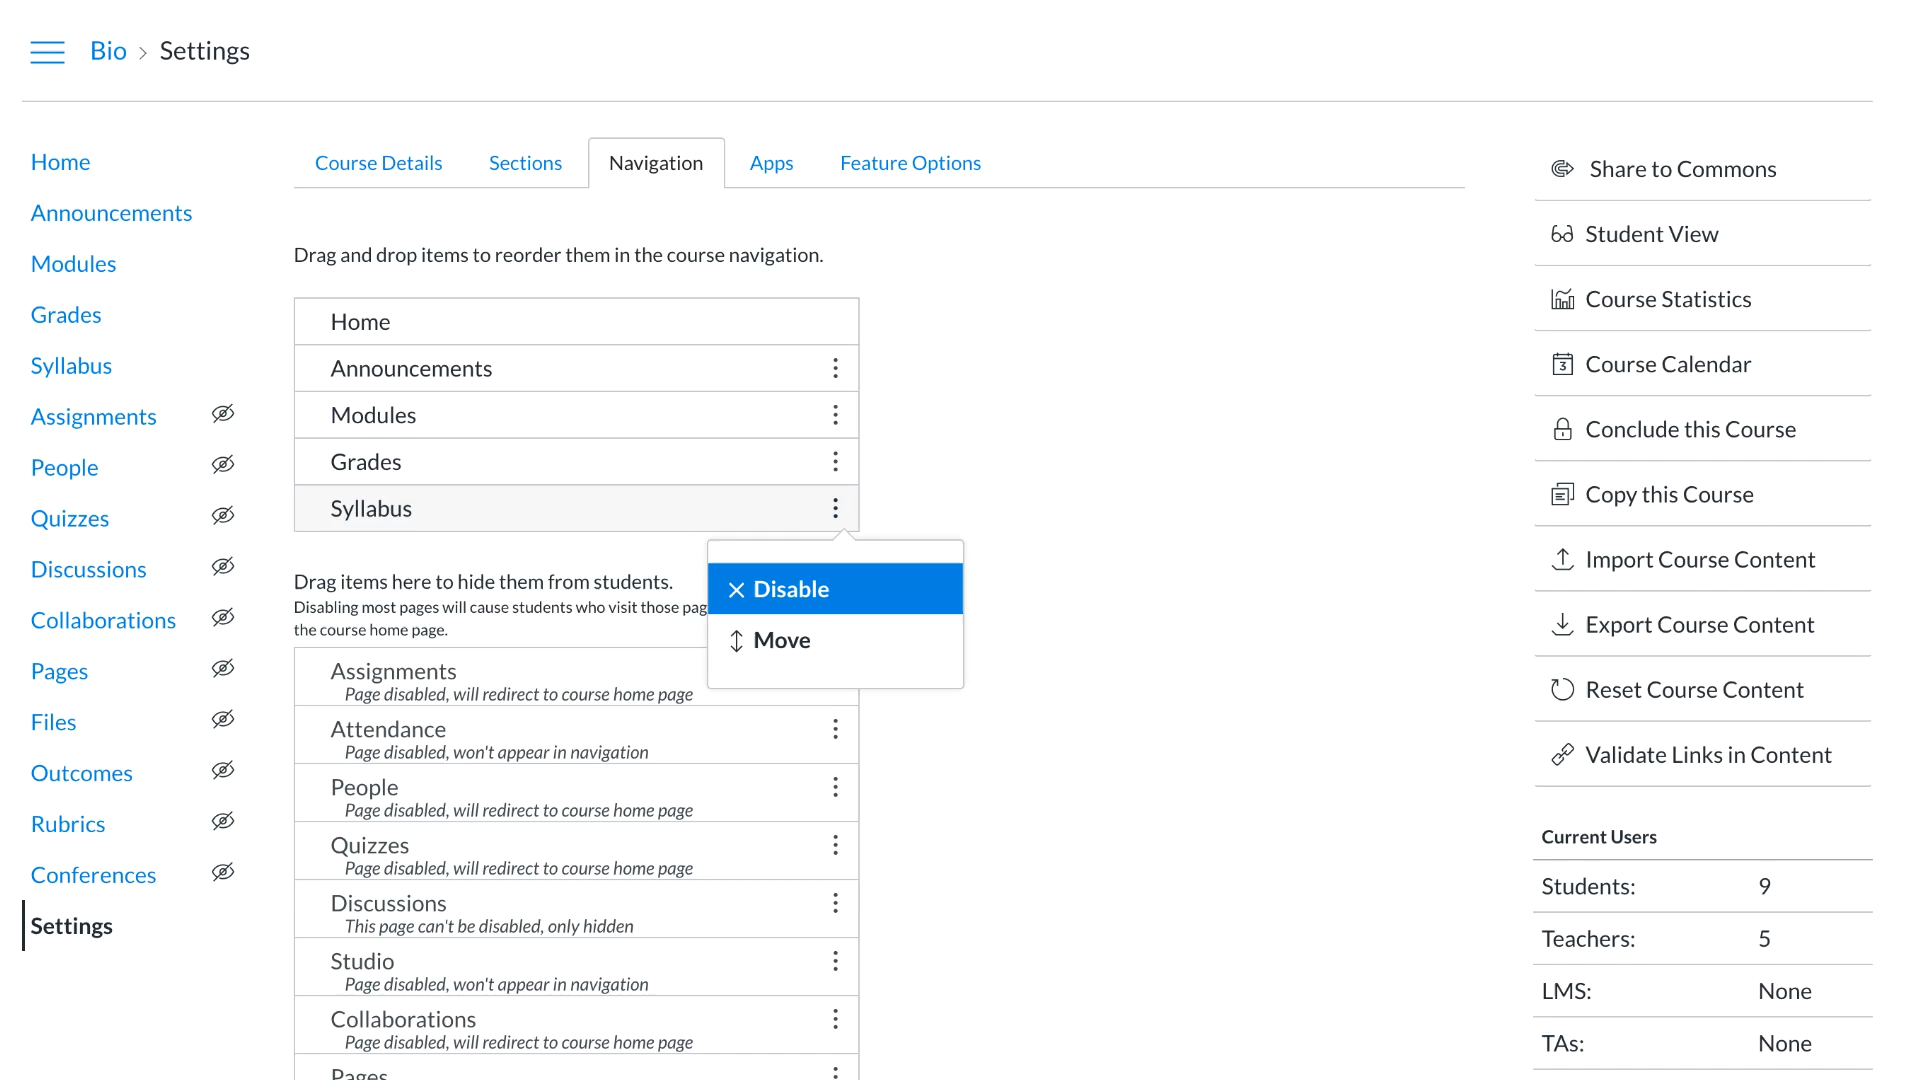 Bio > Settings
Home
Announcements
Modules
Grades
Syllabus
Assignments
People
Quizzes
Discussions
Collaborations
Pages
Files
Outcomes
Rubrics
Conferences
Settings
Course Details Sections Navigation Apps Feature Options
Drag and drop items to reorder them in the course navigation.
Home
Announcements
Modules
Grades
Syllabus
Disable
Move
Drag items here to hide them from students.
Disabling most pages will cause students who visit those
the course home page.
Assignments
Page disabled, will redirect to course home page
Attendance
Page disabled, won't appear in navigation
People
Page disabled, will redirect to course home page
Quizzes
Page disabled, will redirect to course home page
Discussions
This page can't be disabled, only hidden
Studio
Page disabled, won't appear in navigation
Collaborations
Page disabled, will redirect to course home page
Pages
Share to Commons
Student View
Course Statistics
3 Course Calendar
Conclude this Course
Copy this Course
Import Course Content
Export Course Content
Reset Course Content
Validate Links in Content
Current Users
Students: 9
Teachers: 5
LMS: None
TAs: None